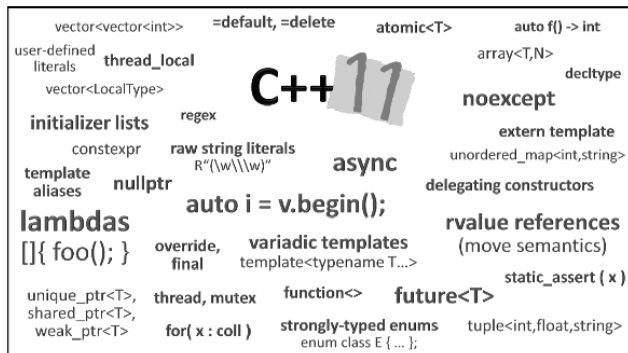 vector<vector<int>>
=default, =delete
atomic<T>
auto f() -> int
user-defined
literals
thread_local
array<T,N>
decltype
vector<LocalType>
C++11
noexcept
initializer lists
regex
extern template
constexpr
raw string literals
R"(\w\\\w)"
async
unordered_map<int,string>
template
aliases
nullptr
delegating constructors
auto i = v.begin();
lambdas
[]{ foo(); }
override,
final
variadic templates
template<typename T...>
rvalue references
(move semantics)
static_assert ( x )
unique_ptr<T>,
shared_ptr<T>,
weak_ptr<T>
thread, mutex
function<>
future<T>
for( x : coll )
strongly-typed enums
enum class E { ... };
tuple<int,float,string>